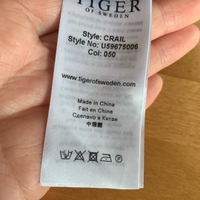 TIGER
OF SWEDEN
Style: CRAIL
Style No: U59675006
Col: 050
www.tigerofsweden.com
Made in China
Fait en Chine
Сделано в Китае
中国製